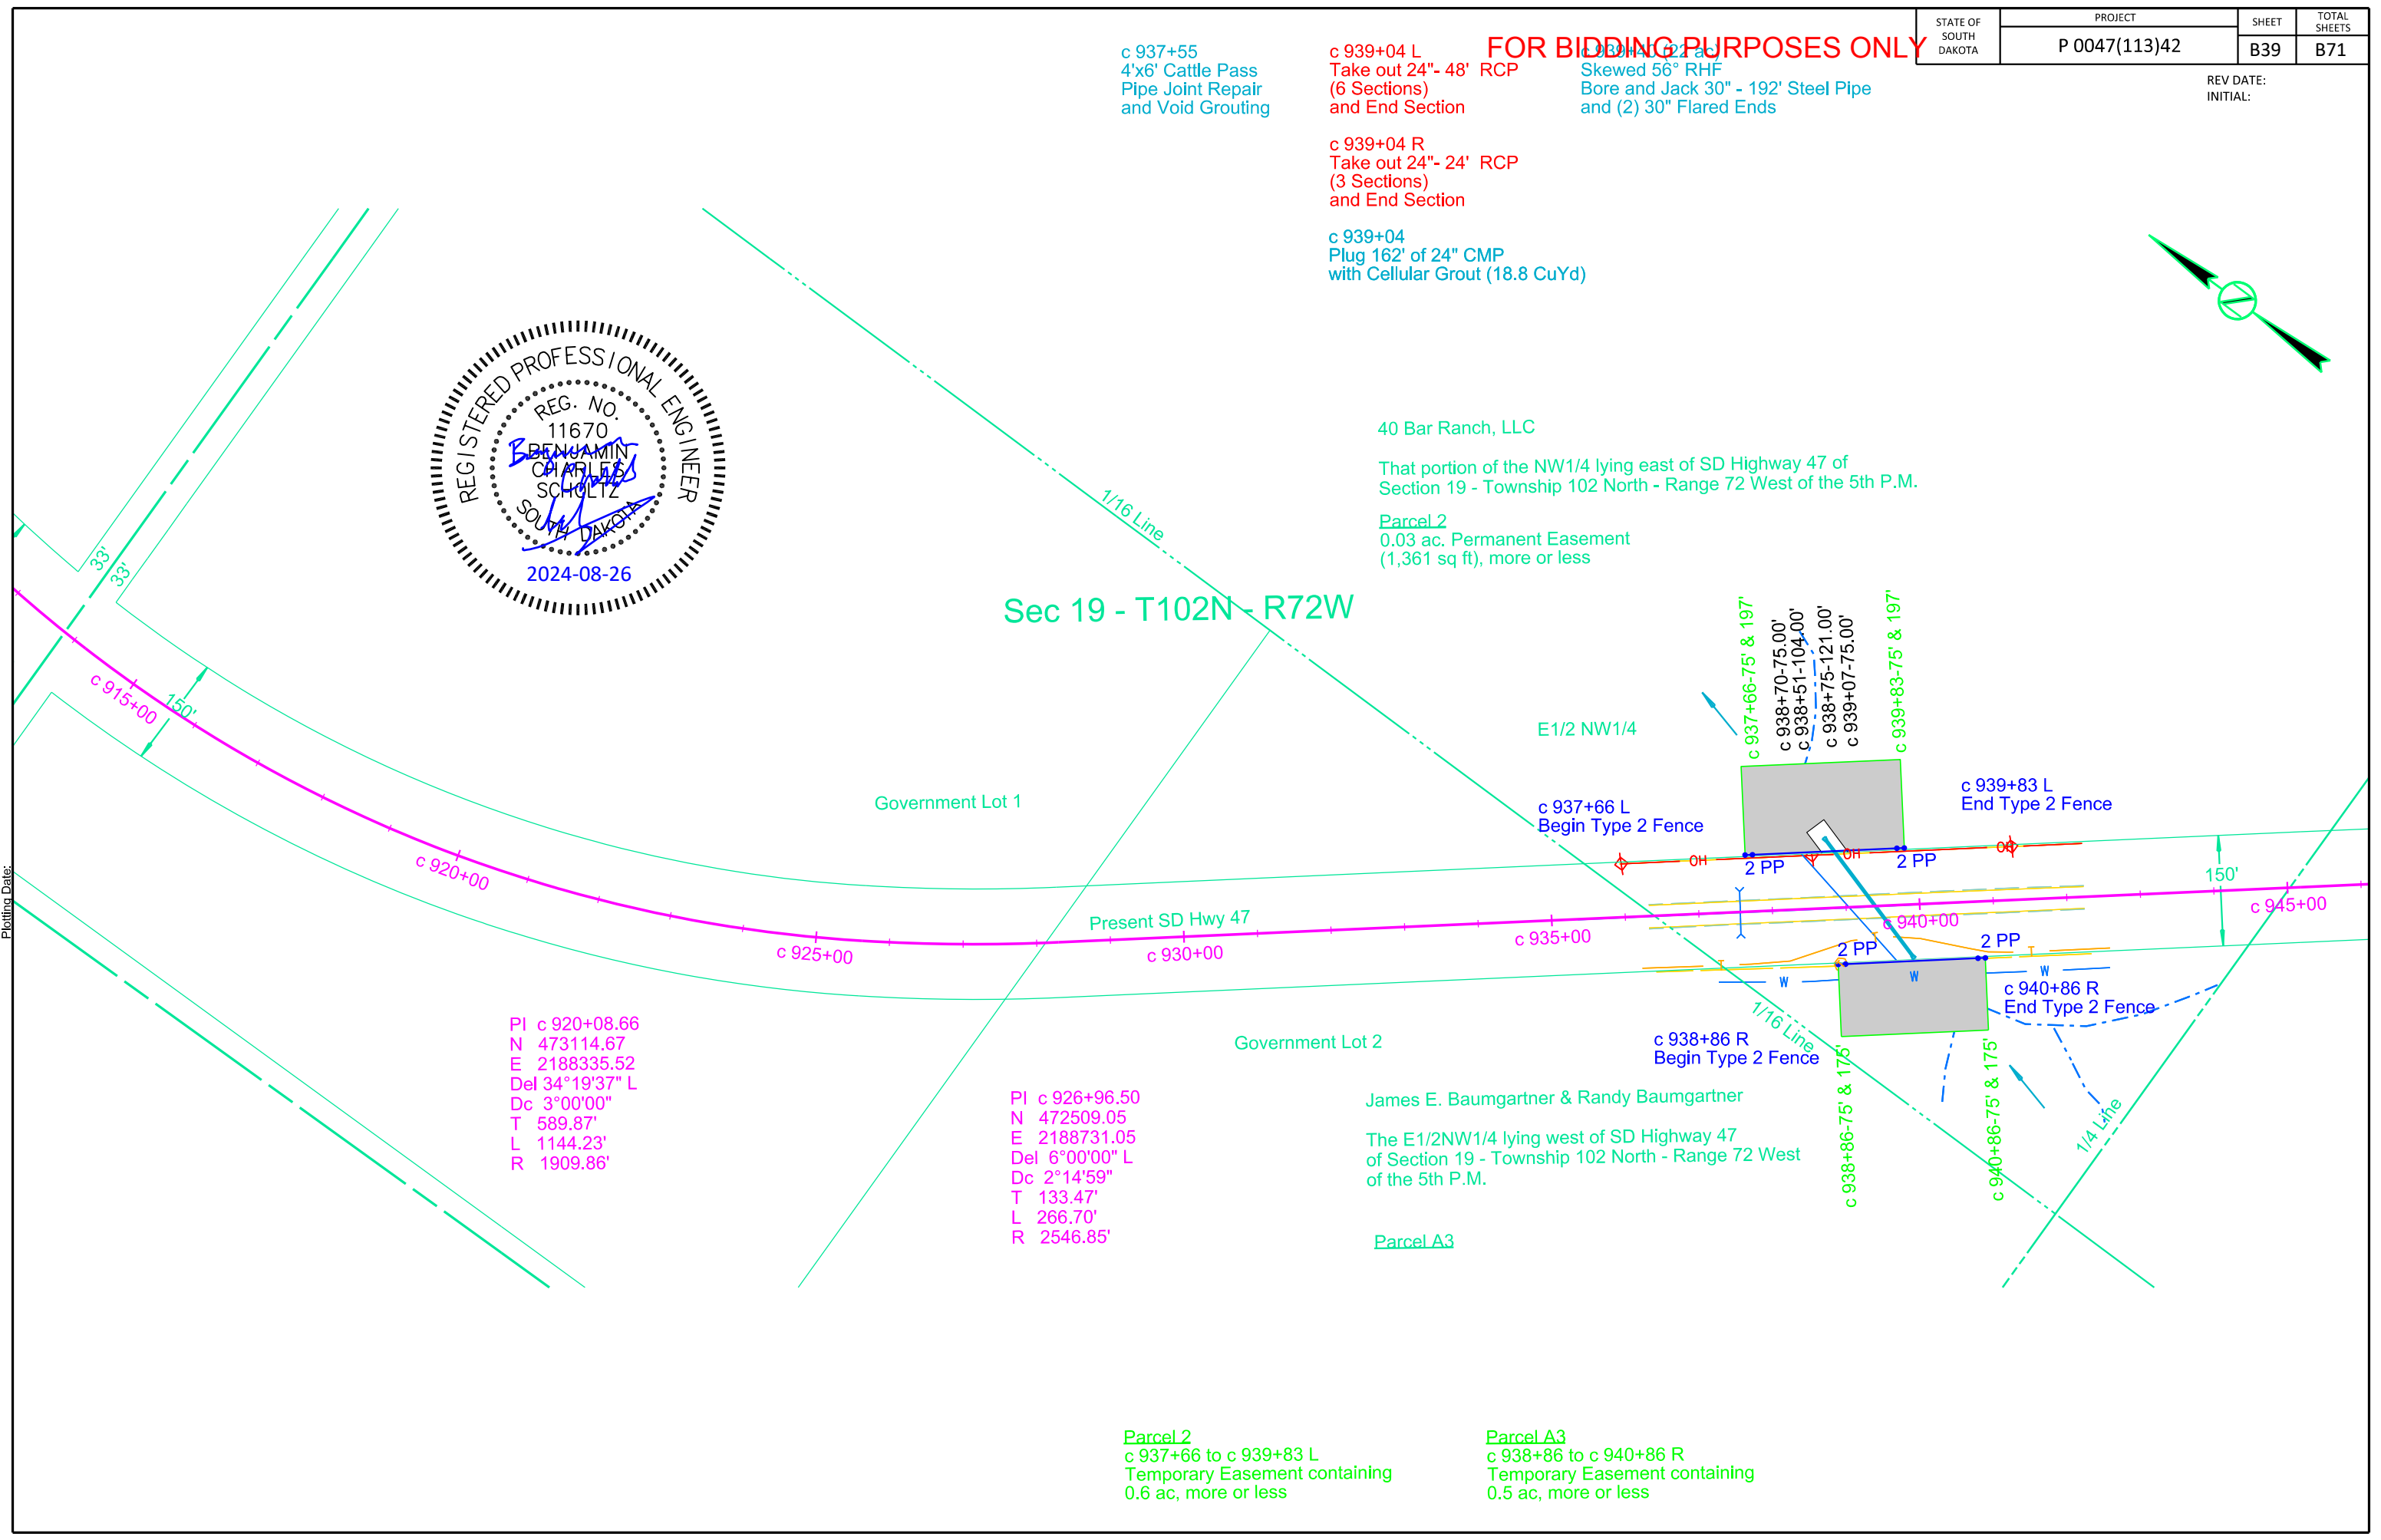 STATE OF
SOUTH
DAKOTA
PROJECT
P 0047(113)42
SHEET
B39
TOTAL
SHEETS
B71
REV DATE:
INITIAL:
FOR BIDDING PURPOSES ONLY
c 937+55
4'x6' Cattle Pass
Pipe Joint Repair
and Void Grouting
c 939+04 L
Take out 24"- 48' RCP
(6 Sections)
and End Section
c 939+04 R
Take out 24"- 24' RCP
(3 Sections)
and End Section
c 939+04
Plug 162' of 24" CMP
with Cellular Grout (18.8 CuYd)
c 939+40 (22 ac)
Skewed 56° RHF
Bore and Jack 30" - 192' Steel Pipe
and (2) 30" Flared Ends
REGISTERED PROFESSIONAL ENGINEER
REG. NO.
11670
BENJAMIN
CHARLES
SCHOLTZ
SOUTH DAKOTA
2024-08-26
40 Bar Ranch, LLC
That portion of the NW1/4 lying east of SD Highway 47 of
Section 19 - Township 102 North - Range 72 West of the 5th P.M.
Parcel 2
0.03 ac. Permanent Easement
(1,361 sq ft), more or less
1/16 Line
Sec 19 - T102N - R72W
33'
33'
150'
c 915+00
c 920+00
c 925+00
c 930+00
c 935+00
c 940+00
c 945+00
150'
Government Lot 1
Present SD Hwy 47
Government Lot 2
E1/2 NW1/4
c 937+66-75' & 197'
c 938+70-75.00'
c 938+51-104.00'
c 938+75-121.00'
c 939+07-75.00'
c 939+83-75' & 197'
c 937+66 L
Begin Type 2 Fence
c 939+83 L
End Type 2 Fence
OH
OH
OH
2 PP
2 PP
2 PP
2 PP
T
T
T
W
W
W
c 940+86 R
End Type 2 Fence
c 938+86 R
Begin Type 2 Fence
1/16 Line
1/4 Line
c 938+86-75' & 175'
c 940+86-75' & 175'
PI c 920+08.66
N 473114.67
E 2188335.52
Del 34°19'37" L
Dc 3°00'00"
T 589.87'
L 1144.23'
R 1909.86'
PI c 926+96.50
N 472509.05
E 2188731.05
Del 6°00'00" L
Dc 2°14'59"
T 133.47'
L 266.70'
R 2546.85'
James E. Baumgartner & Randy Baumgartner
The E1/2NW1/4 lying west of SD Highway 47
of Section 19 - Township 102 North - Range 72 West
of the 5th P.M.
Parcel A3
Parcel 2
c 937+66 to c 939+83 L
Temporary Easement containing
0.6 ac, more or less
Parcel A3
c 938+86 to c 940+86 R
Temporary Easement containing
0.5 ac, more or less
Plotting Date: